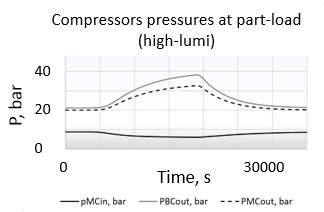 Compressors pressures at part-load
(high-lumi)
P, bar
40
20
0
0
30000
Time, s
pMCin, bar
PBCout, bar
PMCout, bar